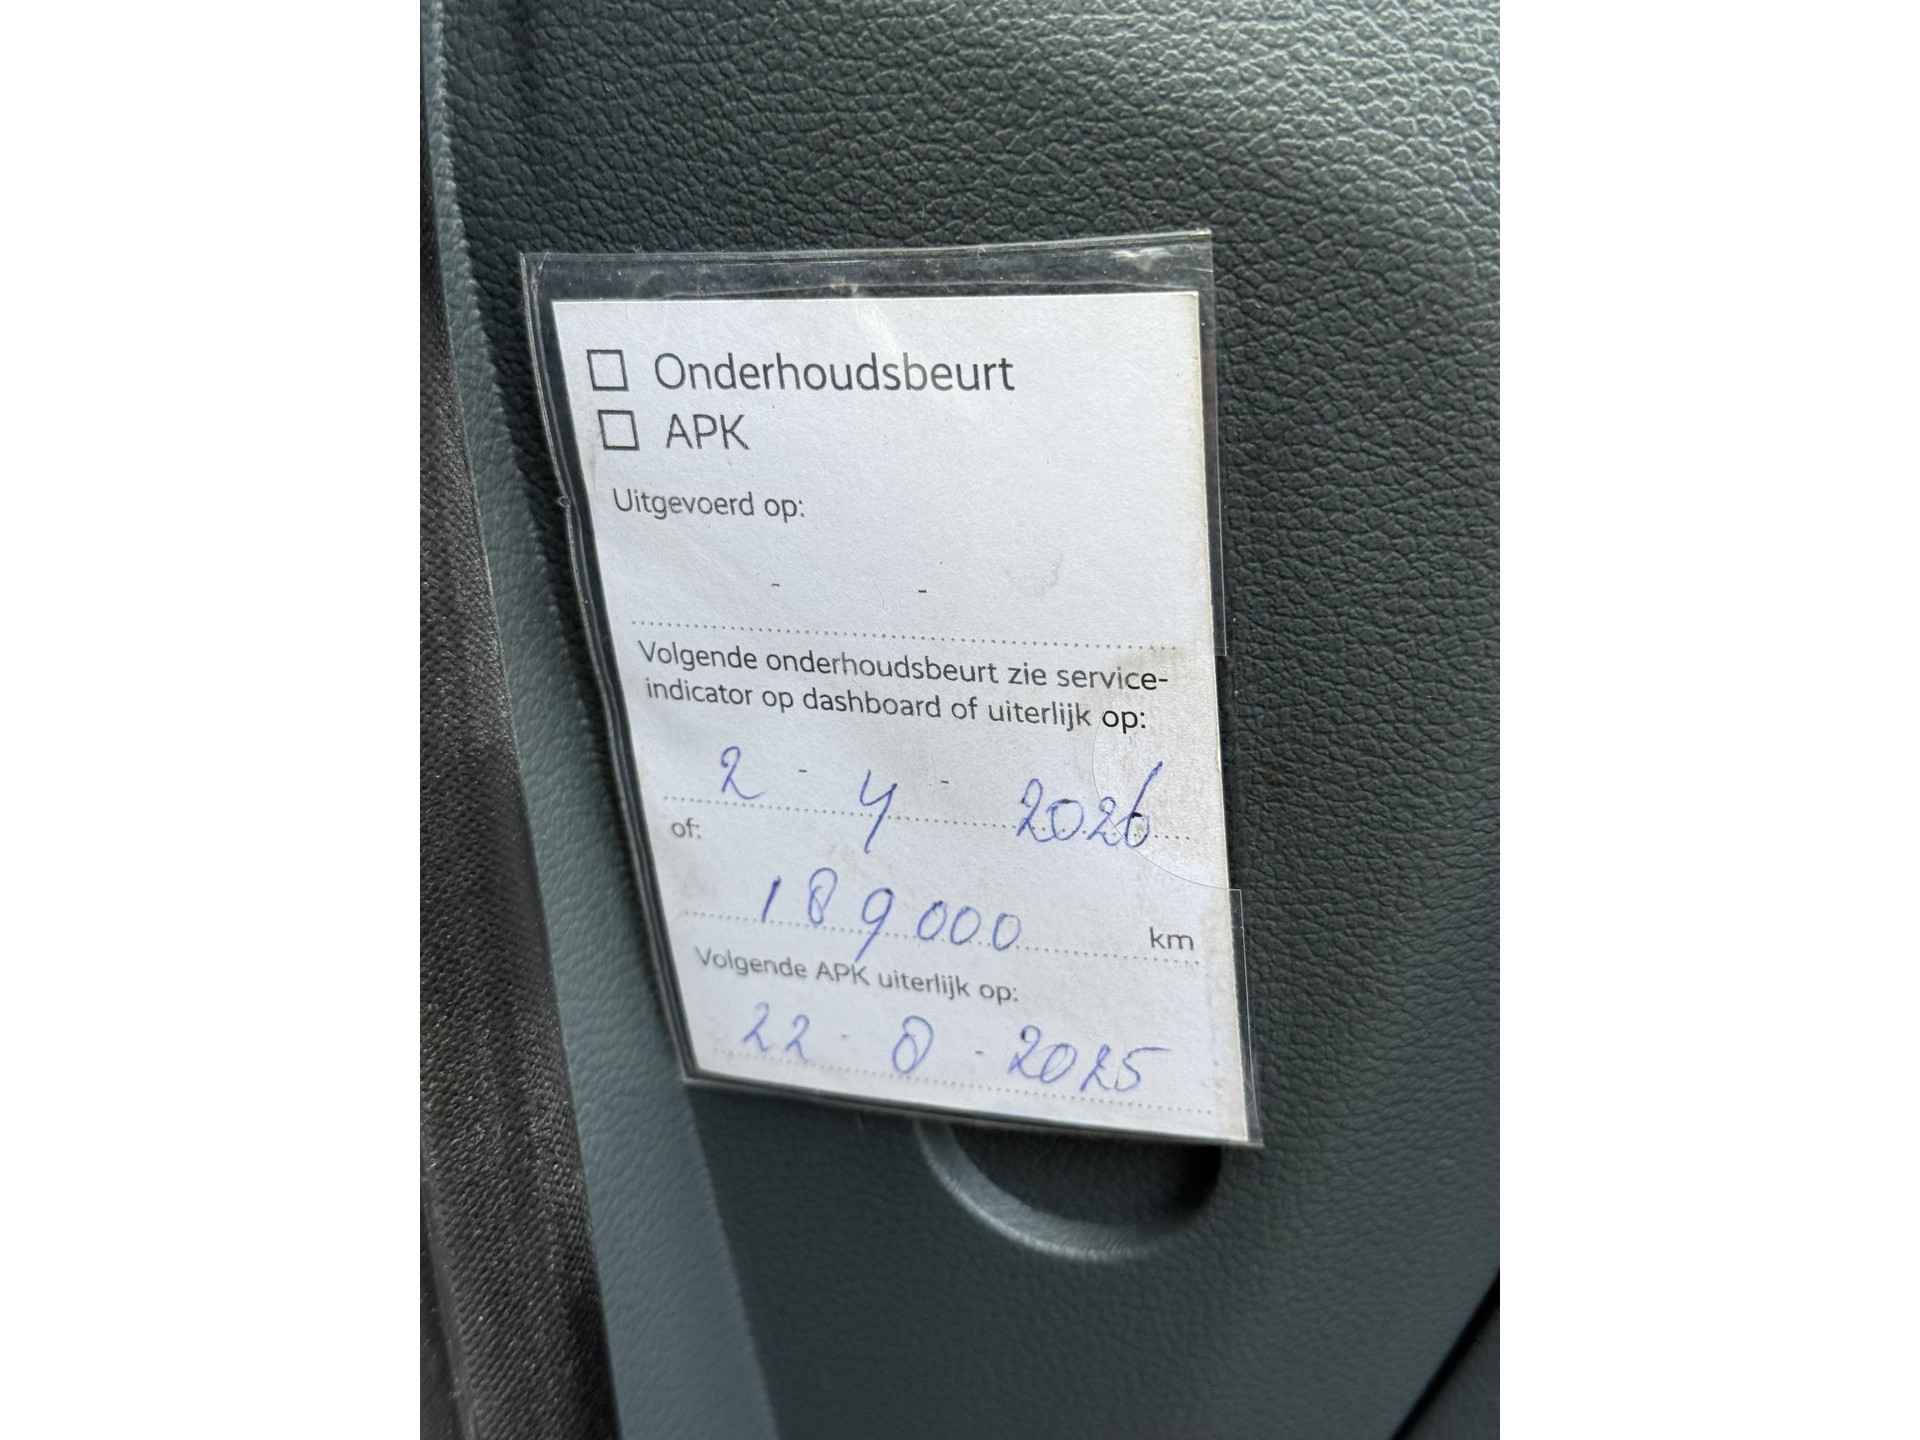 ☐ Onderhoudsbeurt
☐ APK
Uitgevoerd op:
- -
Volgende onderhoudsbeurt zie service-
indicator op dashboard of uiterlijk op:
2 - 4 - 2026
of:
189000 km
Volgende APK uiterlijk op:
22 - 8 - 2025